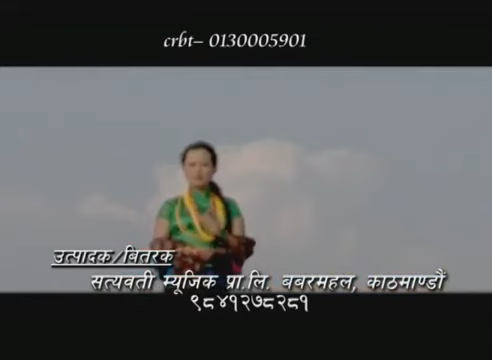 crbt– 0130005901
उत्पादक/बितरक
सत्यवती म्यूजिक प्रा.लि. बबरमहल, काठमाण्डौं
९८४१२७८२८१